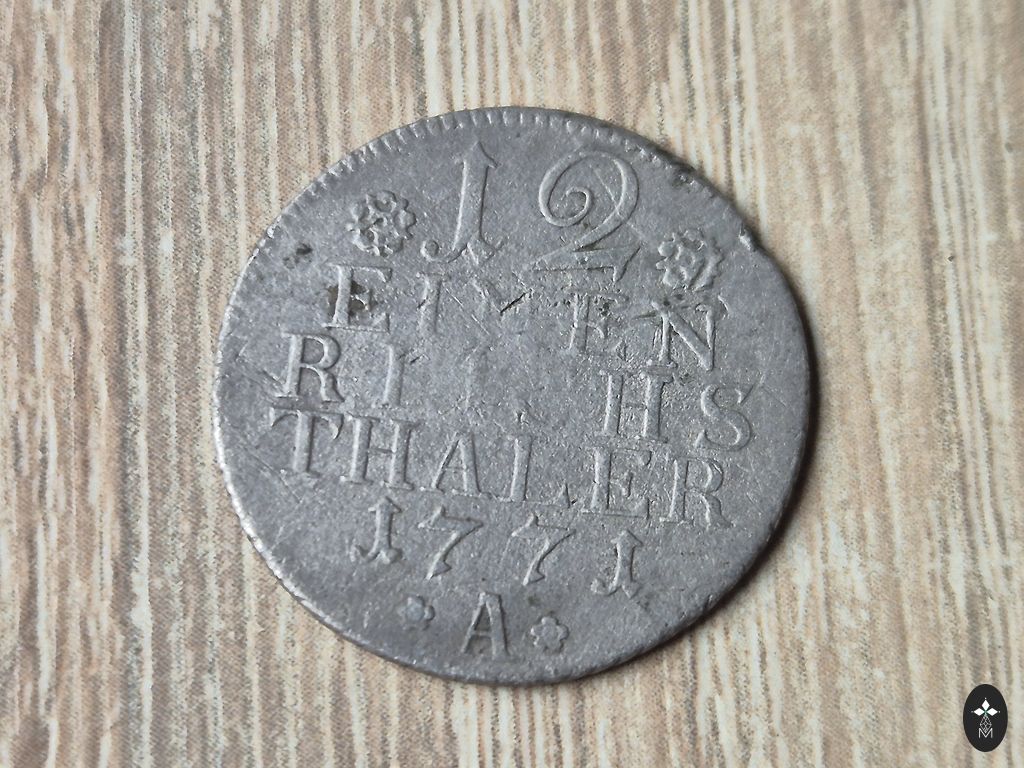 12
EINEN
REICHS
THALER
1771
A